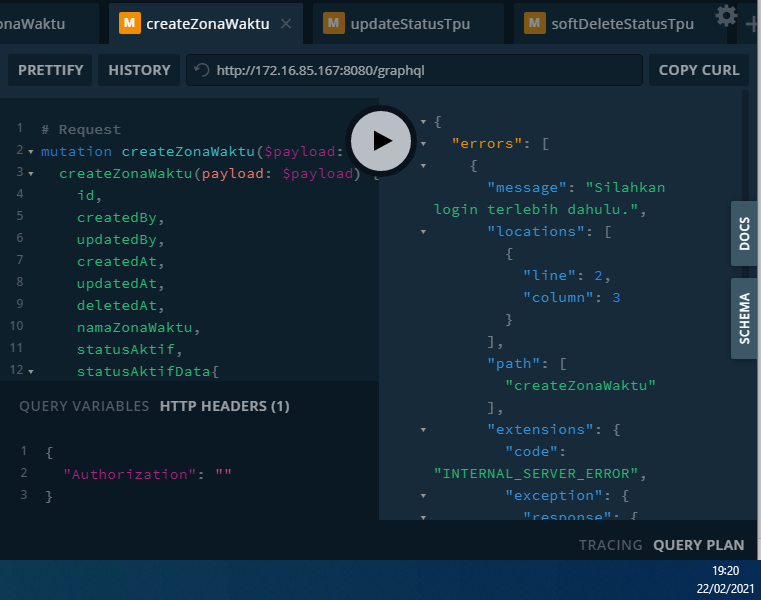 onaWaktu
M createZonaWaktu ×
M updateStatusTpu
M softDeleteStatusTpu
PRETTIFY
HISTORY
http://172.16.85.167:8080/graphql
COPY CURL
1 # Request
2 mutation createZonaWaktu($payload:
3 createZonaWaktu(payload: $payload) {
4 id,
5 createdBy,
6 updatedBy,
7 createdAt,
8 updatedAt,
9 deletedAt,
10 namaZonaWaktu,
11 statusAktif,
12 statusAktifData{
QUERY VARIABLES HTTP HEADERS (1)
1 {
2 "Authorization": ""
3 }
{
"errors": [
{
"message": "Silahkan
login terlebih dahulu.",
"locations": [
{
"line": 2,
"column": 3
}
],
"path": [
"createZonaWaktu"
],
"extensions": {
"code":
"INTERNAL_SERVER_ERROR",
"exception": {
"response": {
DOCS
SCHEMA
TRACING QUERY PLAN
19:20
22/02/2021